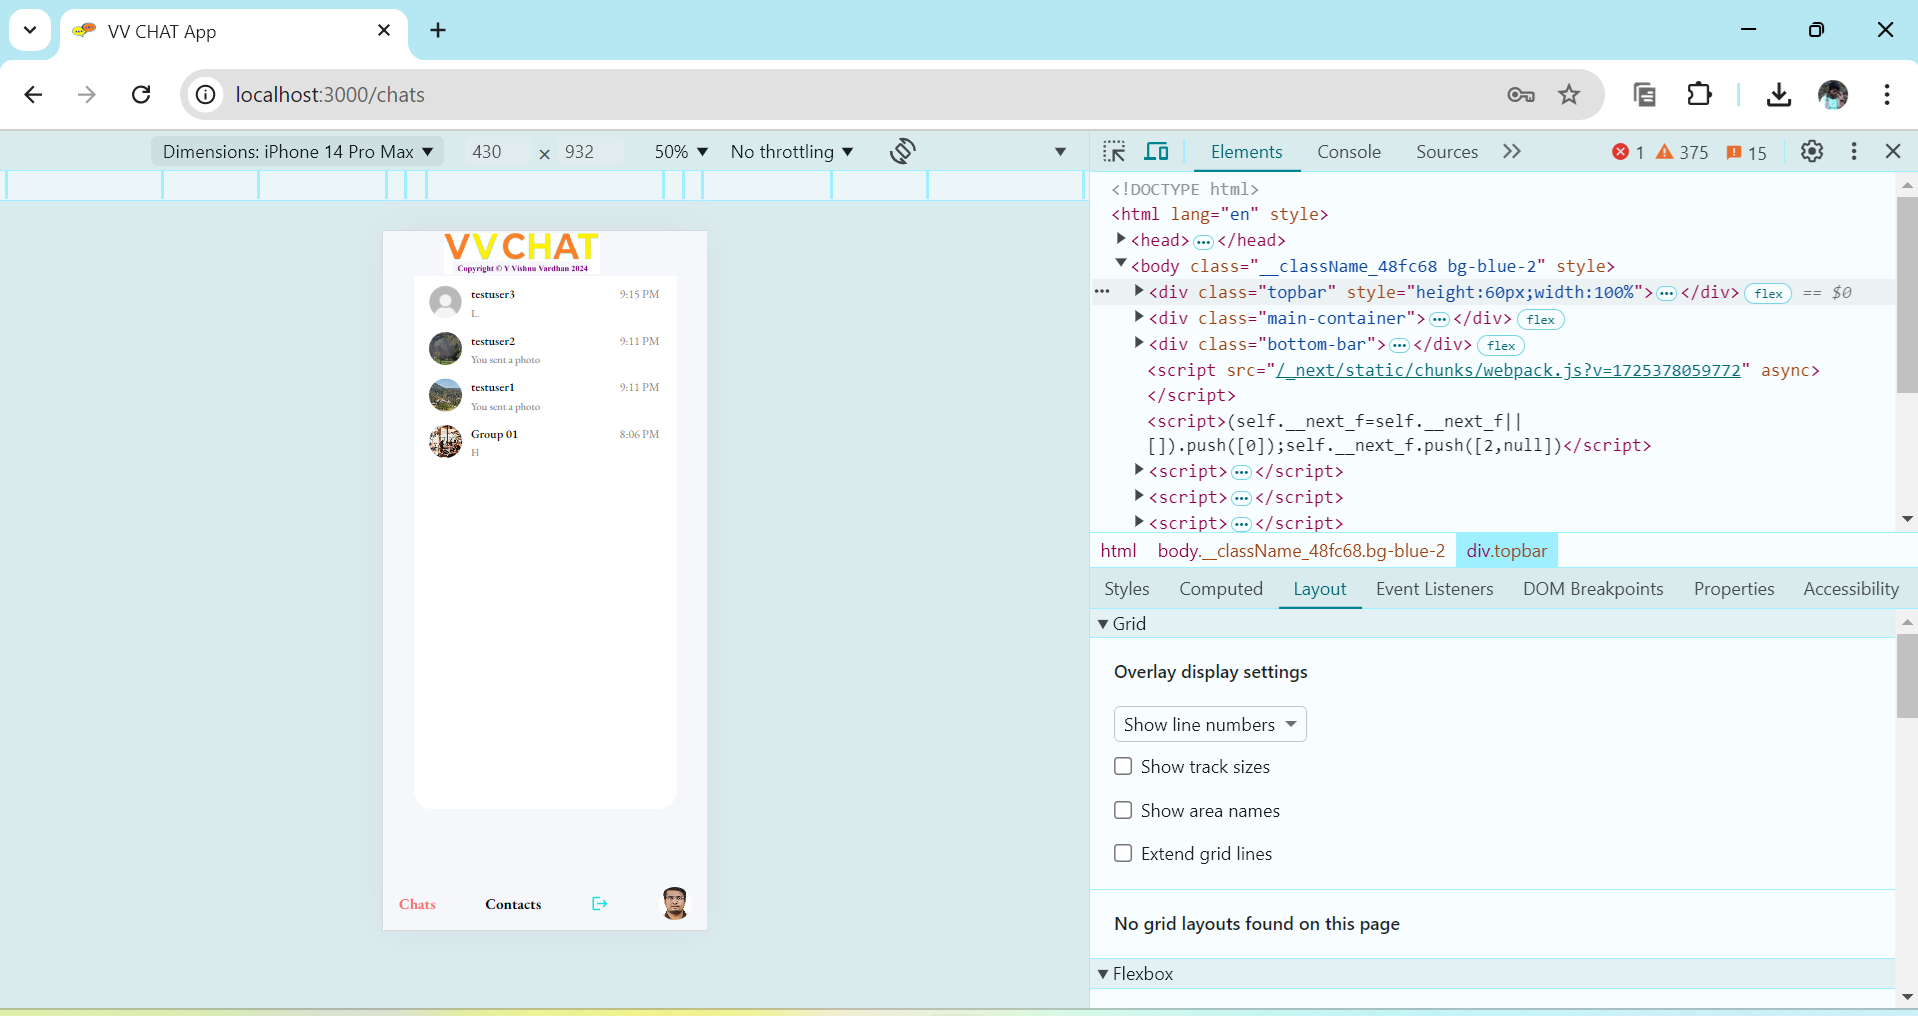 VV CHAT App
localhost:3000/chats
Dimensions: iPhone 14 Pro Max 430 × 932 50% No throttling
VVCHAT
Copyright © Y Vishnu Vardhan 2024
testuser3 9:15 PM
L
testuser2 9:11 PM
You sent a photo
testuser1 9:11 PM
You sent a photo
Group 01 8:06 PM
H
Chats Contacts
Elements Console Sources 1 375 15
<!DOCTYPE html>
<html lang="en" style>
<head>…</head>
<body class="__className_48fc68 bg-blue-2" style>
<div class="topbar" style="height:60px;width:100%">…</div> flex == $0
<div class="main-container">…</div> flex
<div class="bottom-bar">…</div> flex
<script src="/_next/static/chunks/webpack.js?v=1725378059772" async>
</script>
<script>(self.__next_f=self.__next_f||
[]).push([0]);self.__next_f.push([2,null])</script>
<script>…</script>
<script>…</script>
<script>…</script>
html body.__className_48fc68.bg-blue-2 div.topbar
Styles Computed Layout Event Listeners DOM Breakpoints Properties Accessibility
Grid
Overlay display settings
Show line numbers
Show track sizes
Show area names
Extend grid lines
No grid layouts found on this page
Flexbox